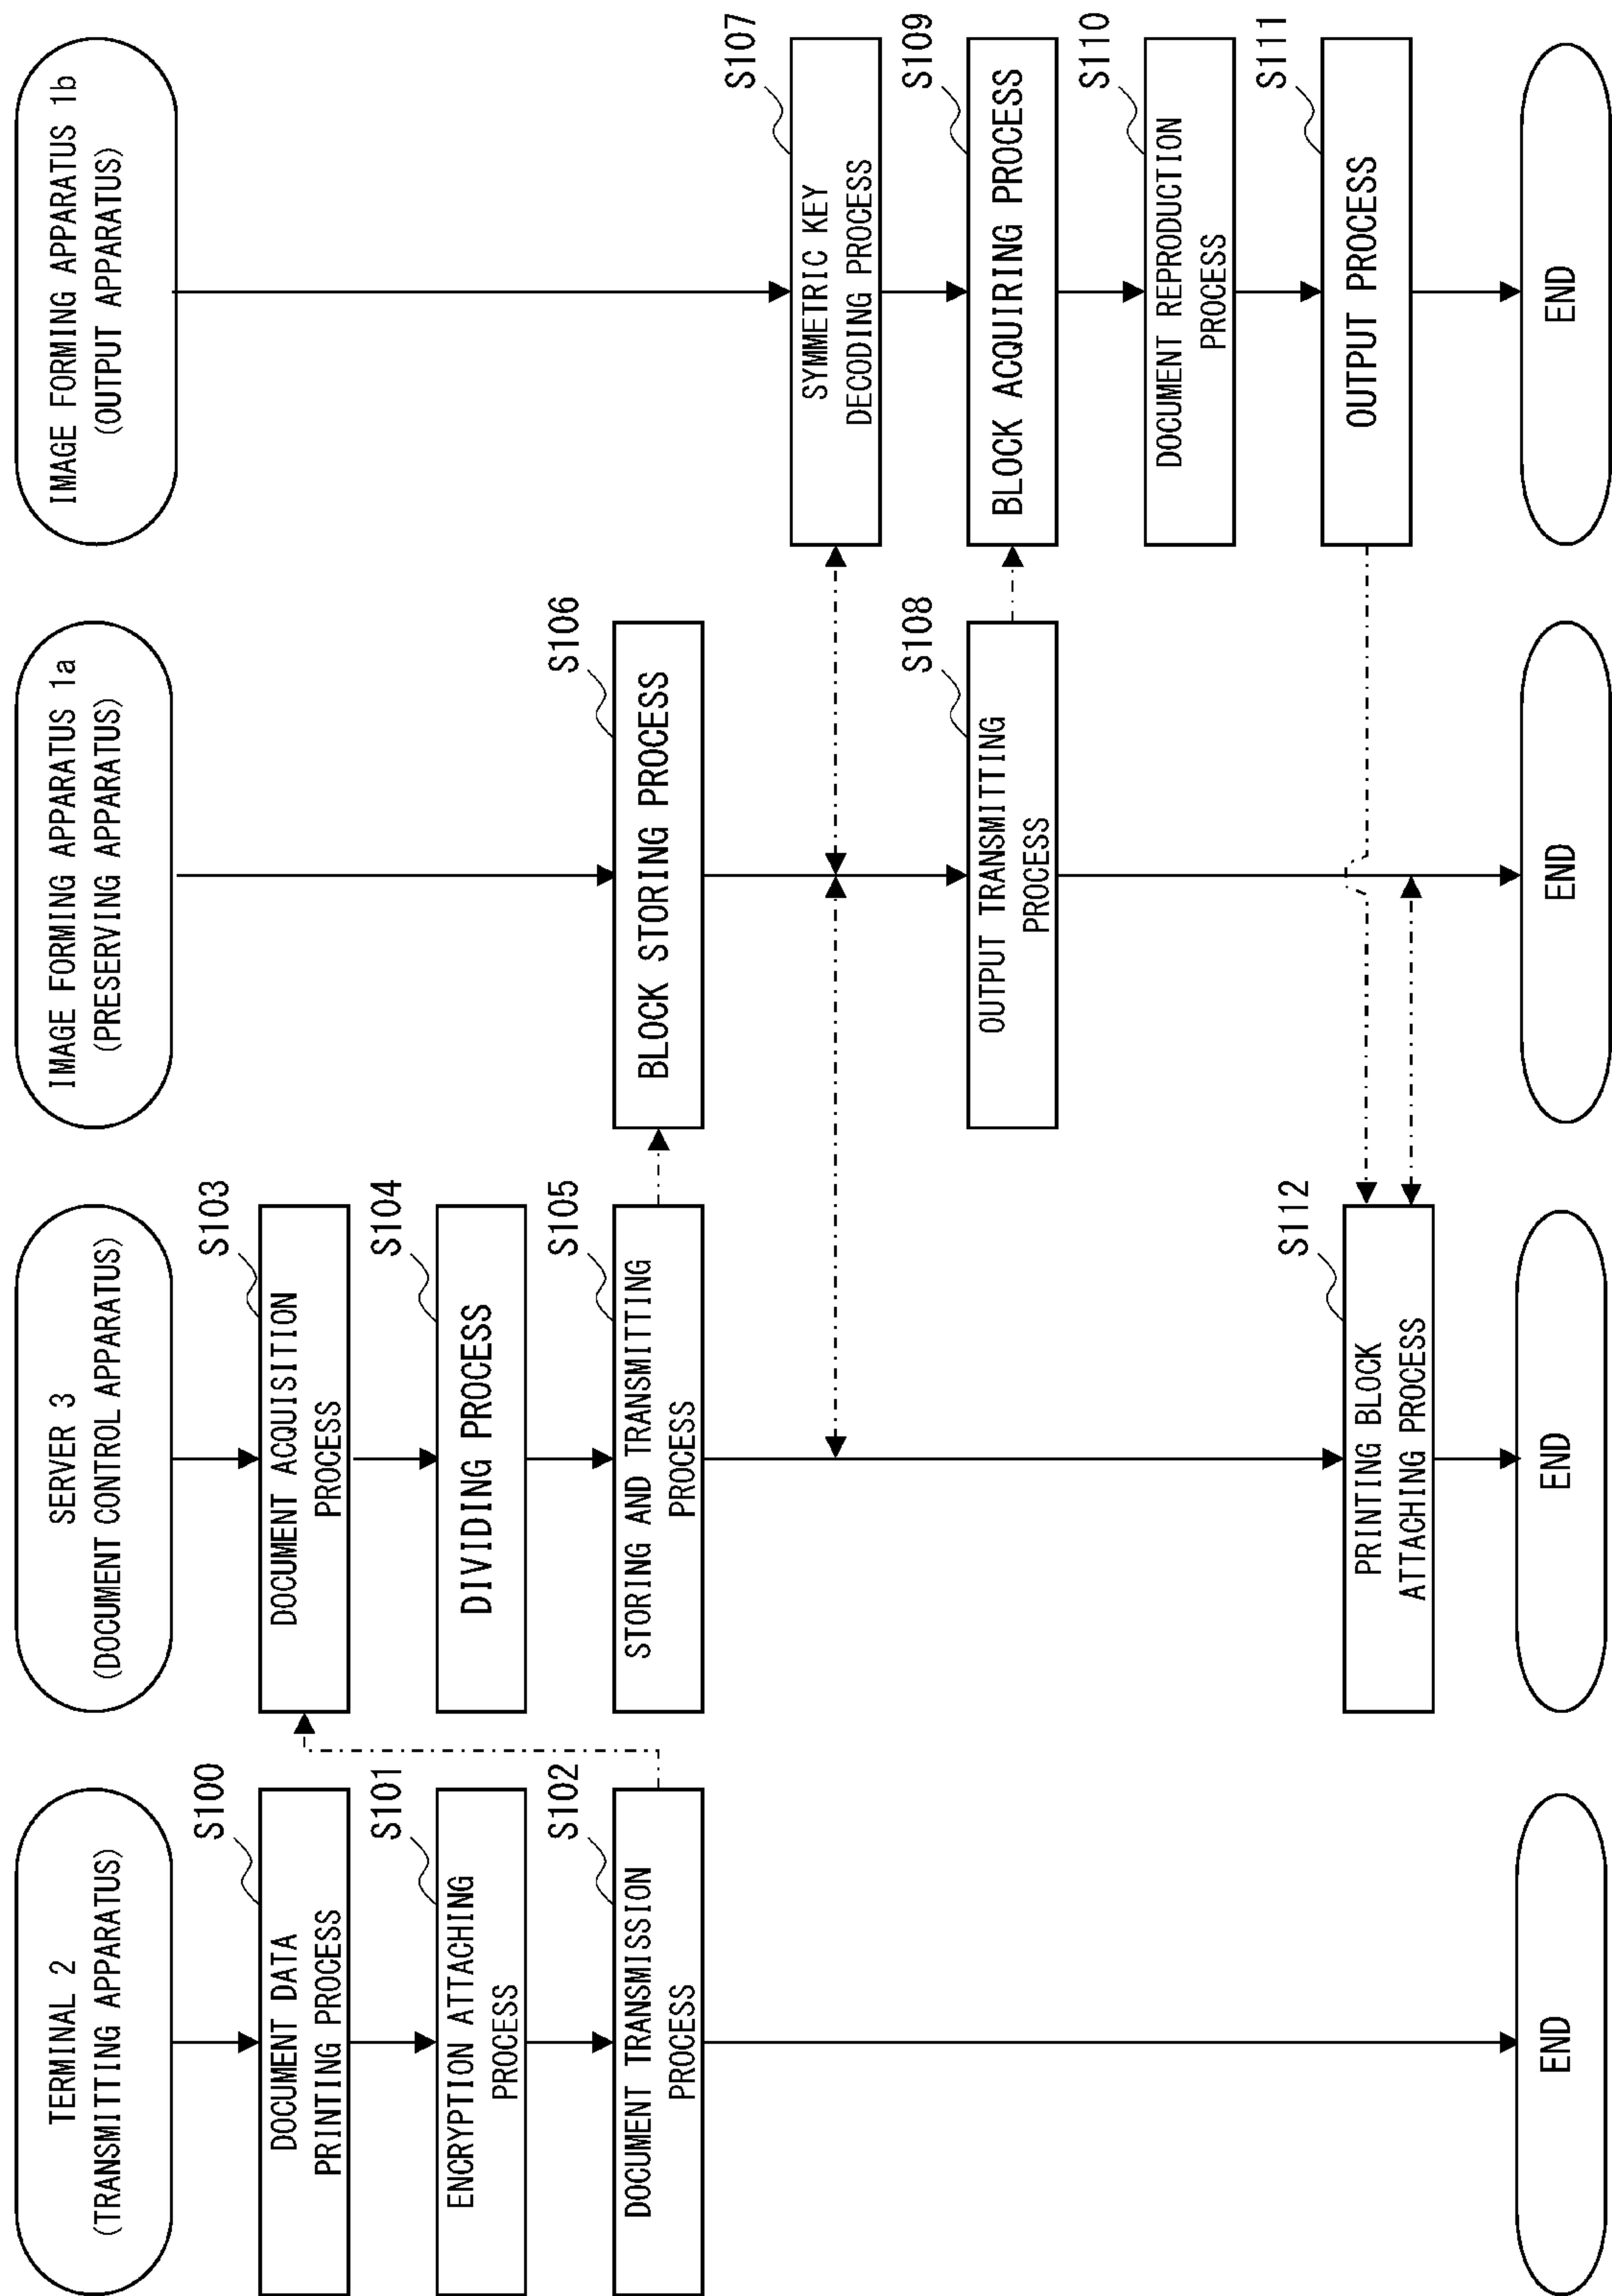 TERMINAL 2
(TRANSMITTING APPARATUS)
S100
DOCUMENT DATA
PRINTING PROCESS
S101
ENCRYPTION ATTACHING
PROCESS
S102
DOCUMENT TRANSMISSION
PROCESS
END
SERVER 3
(DOCUMENT CONTROL APPARATUS)
S103
DOCUMENT ACQUISITION
PROCESS
S104
DIVIDING PROCESS
S105
STORING AND TRANSMITTING
PROCESS
S112
PRINTING BLOCK
ATTACHING PROCESS
END
IMAGE FORMING APPARATUS 1a
(PRESERVING APPARATUS)
S106
BLOCK STORING PROCESS
S108
OUTPUT TRANSMITTING
PROCESS
END
IMAGE FORMING APPARATUS 1b
(OUTPUT APPARATUS)
S107
SYMMETRIC KEY
DECODING PROCESS
S109
BLOCK ACQUIRING PROCESS
S110
DOCUMENT REPRODUCTION
PROCESS
S111
OUTPUT PROCESS
END